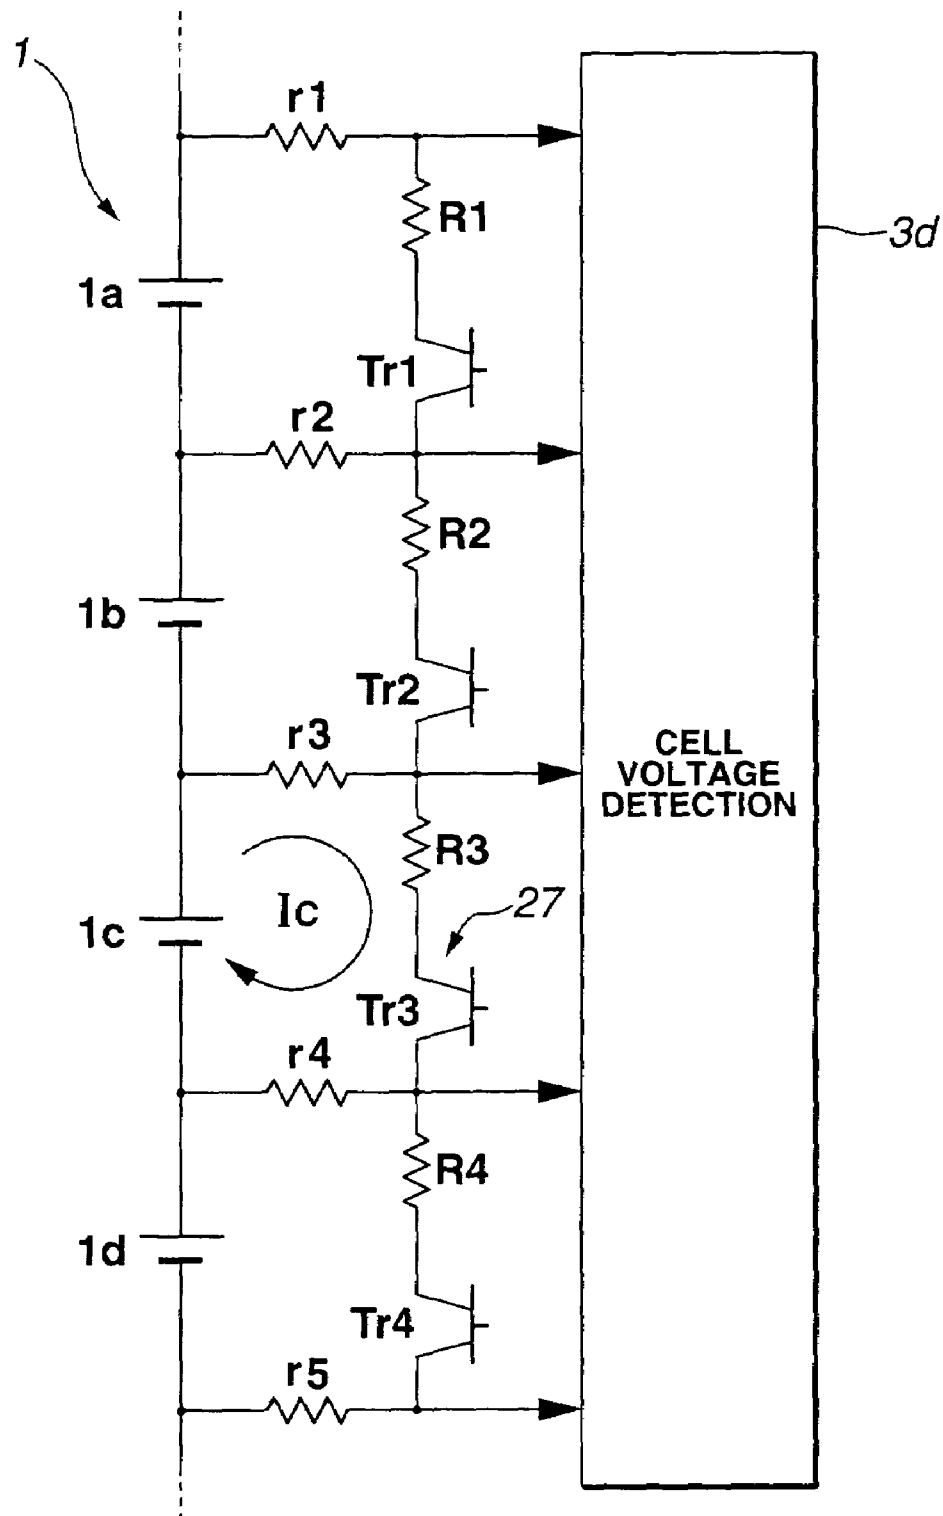 1
r1
R1
3d
1a
Tr1
r2
R2
1b
Tr2
r3
CELL
VOLTAGE
DETECTION
R3
27
Ic
1c
Tr3
r4
R4
1d
Tr4
r5